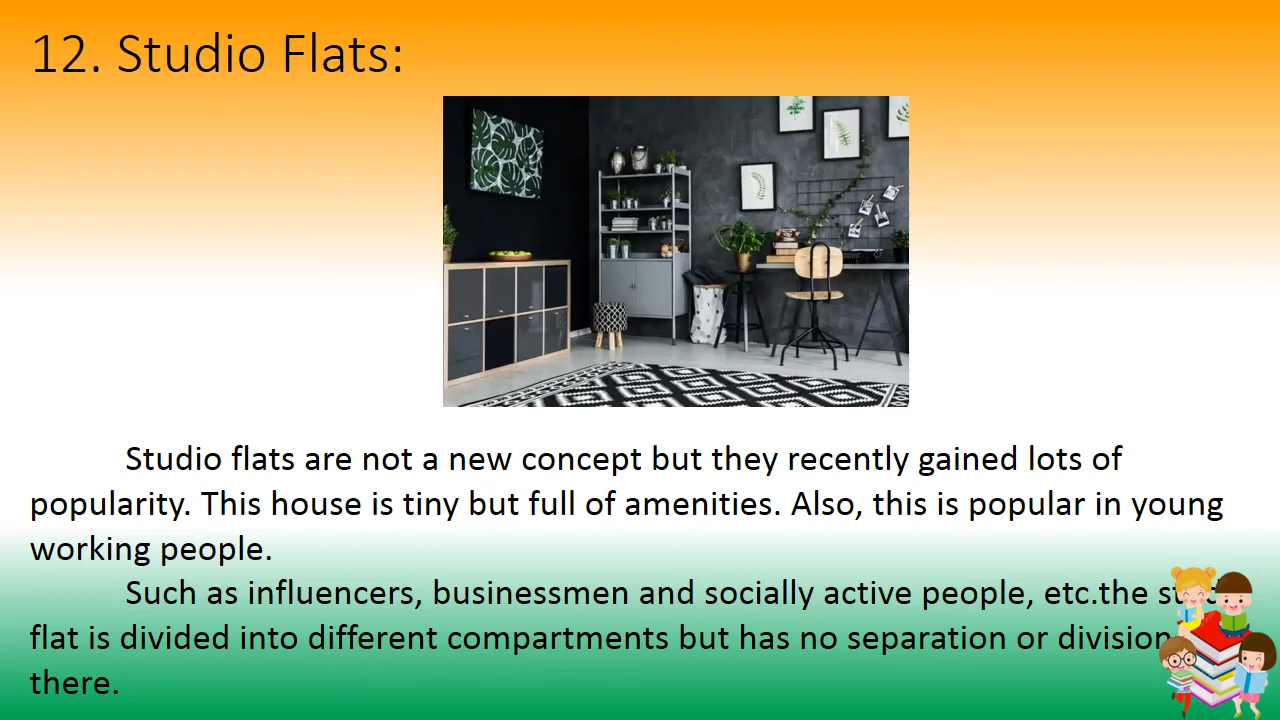 12. Studio Flats:
Studio flats are not a new concept but they recently gained lots of
popularity. This house is tiny but full of amenities. Also, this is popular in young
working people.
Such as influencers, businessmen and socially active people, etc.the
flat is divided into different compartments but has no separation or division
there.